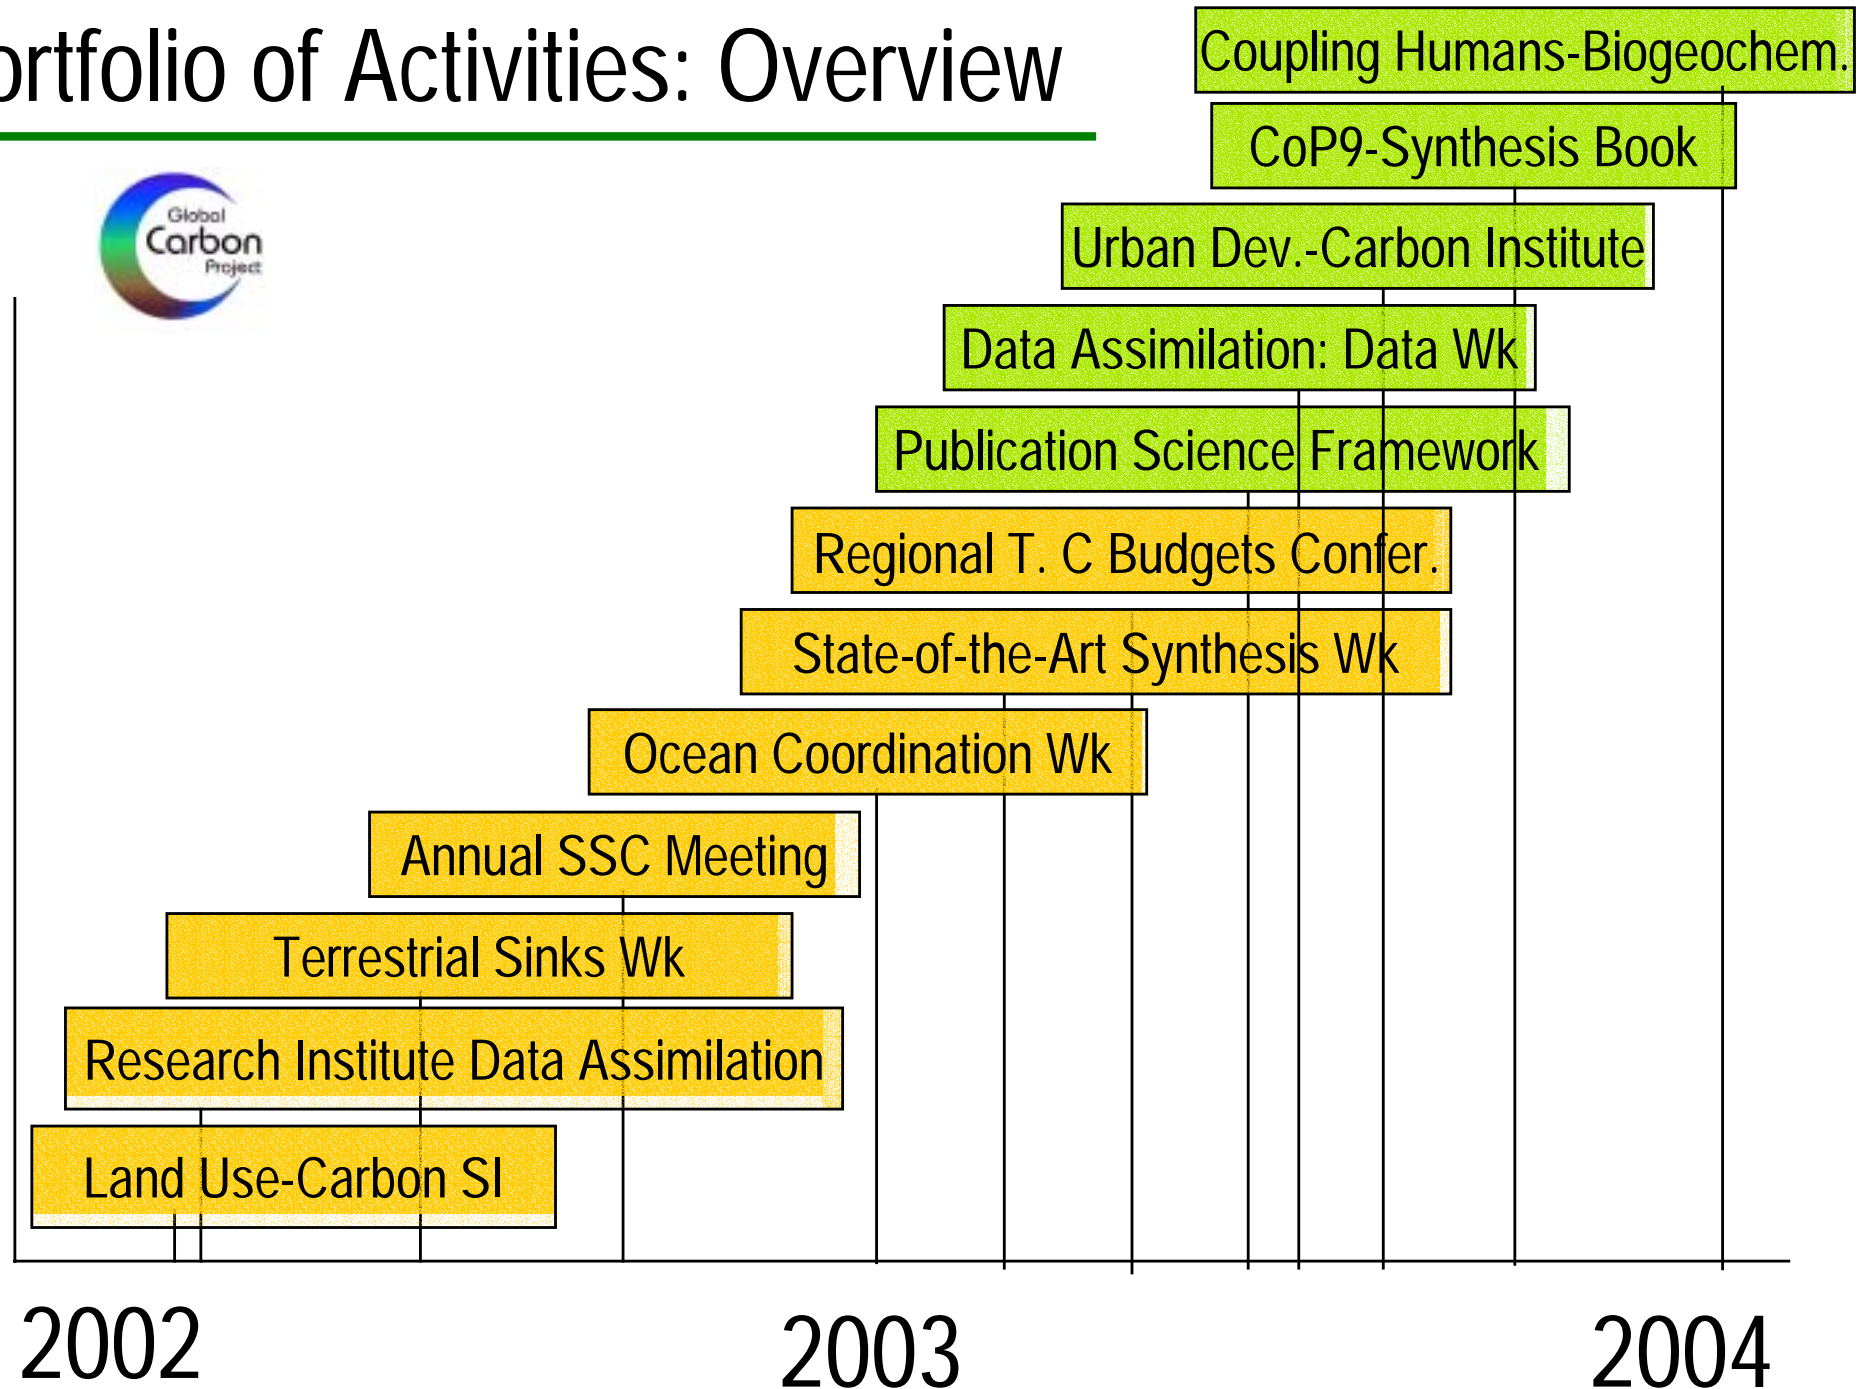 ortfolio of Activities: Overview
Coupling Humans-Biogeochem.
CoP9-Synthesis Book
Global
Carbon
Project
Urban Dev.-Carbon Institute
Data Assimilation: Data Wk
Publication Science Framework
Regional T. C Budgets Confer.
State-of-the-Art Synthesis Wk
Ocean Coordination Wk
Annual SSC Meeting
Terrestrial Sinks Wk
Research Institute Data Assimilation
Land Use-Carbon SI
2002
2003
2004